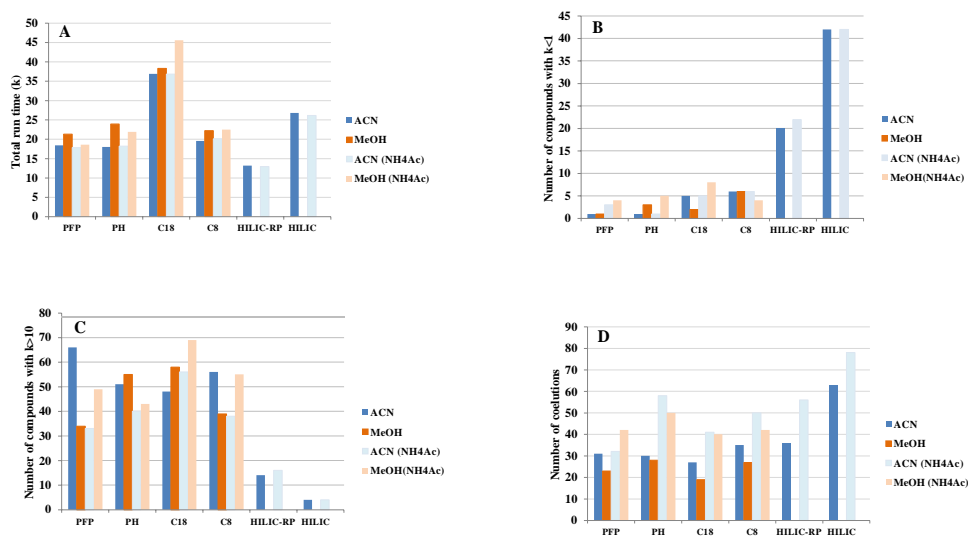 A
Total run time (k)
50
45
40
35
30
25
20
15
10
5
0
PFP PH C18 C8 HILIC-RP HILIC
ACN
MeOH
ACN (NH4Ac)
MeOH (NH4Ac)
B
Number of compounds with k<1
45
40
35
30
25
20
15
10
5
0
PFP PH C18 C8 HILIC-RP HILIC
ACN
MeOH
ACN (NH4Ac)
MeOH(NH4Ac)
C
Number of compounds with k>10
80
70
60
50
40
30
20
10
0
PFP PH C18 C8 HILIC-RP HILIC
ACN
MeOH
ACN (NH4Ac)
MeOH(NH4Ac)
D
Number of coelutions
90
80
70
60
50
40
30
20
10
0
PFP PH C18 C8 HILIC-RP HILIC
ACN
MeOH
ACN (NH4Ac)
MeOH (NH4Ac)